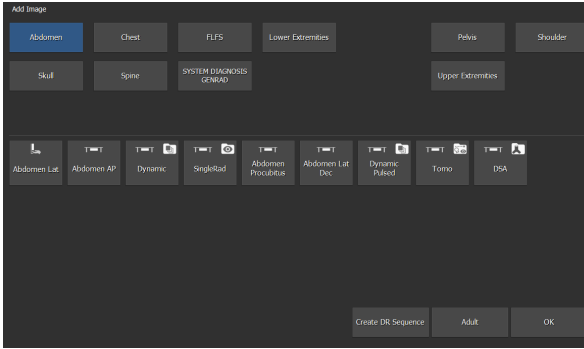 Add Image
Abdomen
Chest
FLFS
Lower Extremities
Pelvis
Shoulder
Skull
Spine
SYSTEM DIAGNOSIS
GENRAD
Upper Extremities
Abdomen Lat
Abdomen AP
Dynamic
SingleRad
Abdomen
Procubitus
Abdomen Lat
Dec
Dynamic
Pulsed
Tomo
DSA
Create DR Sequence
Adult
OK